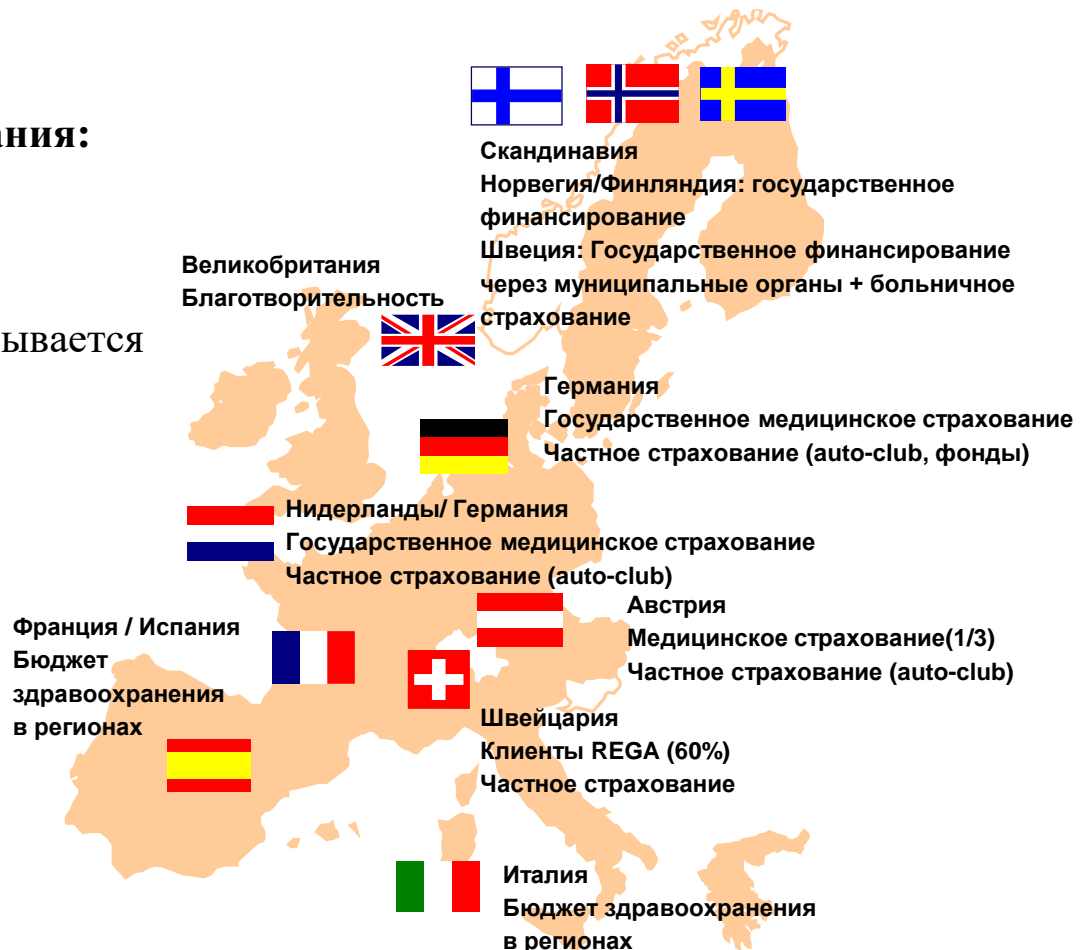 ания:
ывается
Скандинавия
Норвегия/Финляндия: государственное
финансирование
Швеция: Государственное финансирование
через муниципальные органы + больничное
страхование
Великобритания
Благотворительность
Германия
Государственное медицинское страхование
Частное страхование (auto-club, фонды)
Нидерланды/ Германия
Государственное медицинское страхование
Частное страхование (auto-club)
Австрия
Медицинское страхование(1/3)
Частное страхование (auto-club)
Франция / Испания
Бюджет
здравоохранения
в регионах
Швейцария
Клиенты REGA (60%)
Частное страхование
Италия
Бюджет здравоохранения
в регионах